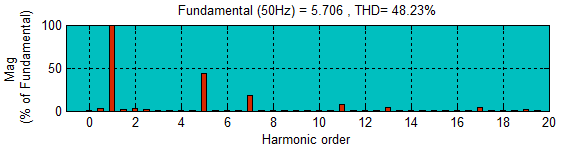 Fundamental (50Hz) = 5.706 , THD= 48.23%
Mag
(% of Fundamental)
100
50
0
0 2 4 6 8 10 12 14 16 18 20
Harmonic order